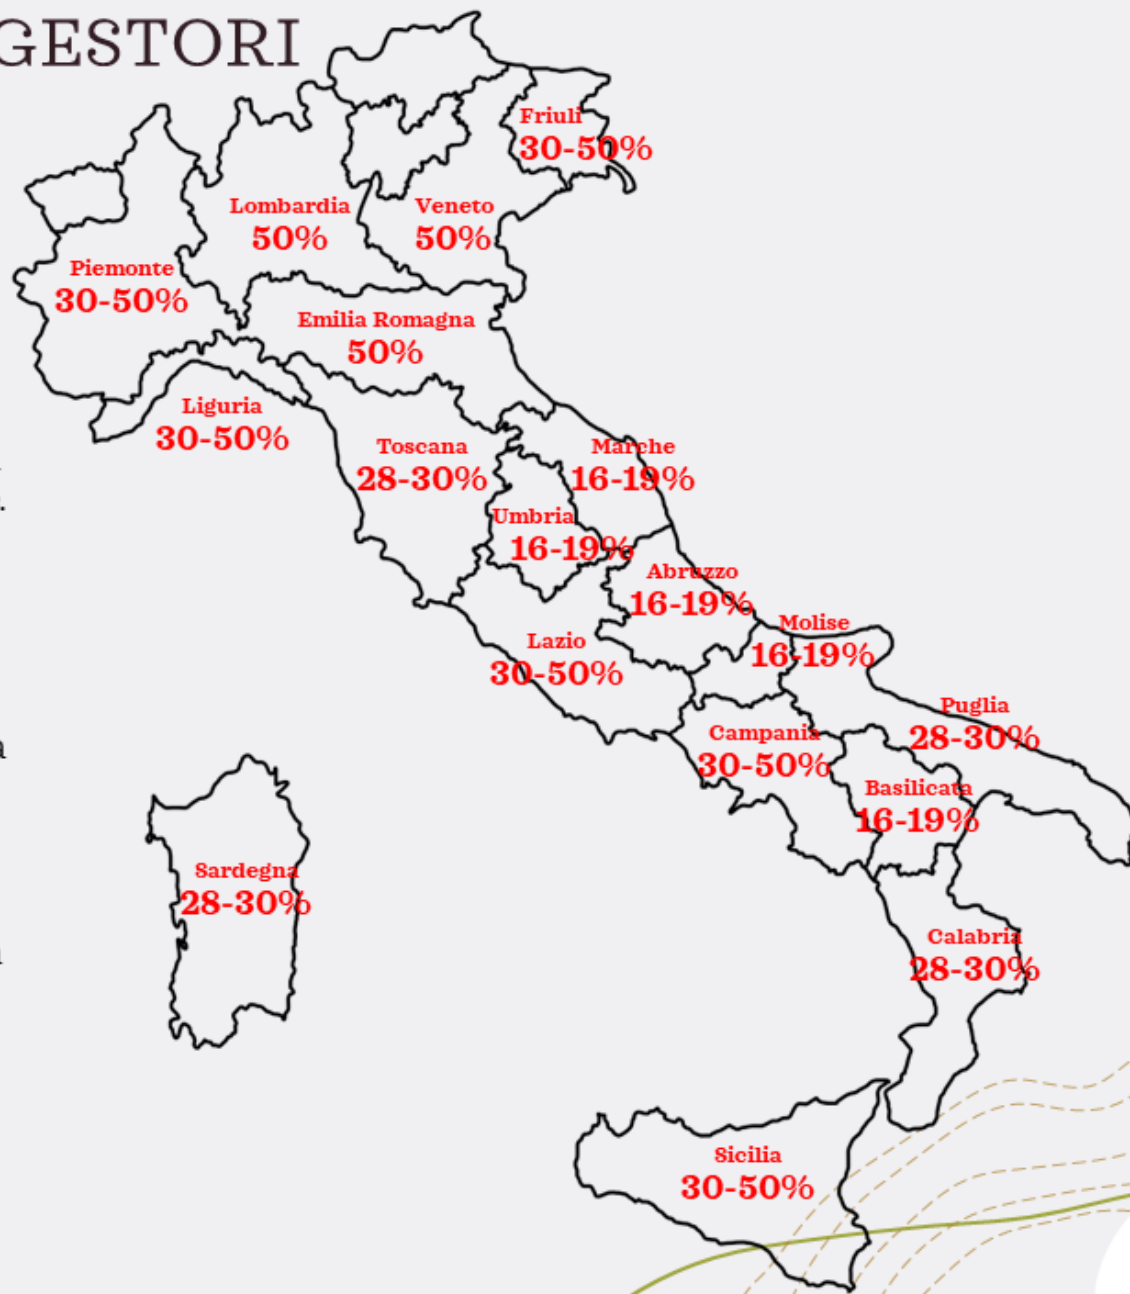 GESTORI
Friuli
30-50%
Lombardia
50%
Veneto
50%
Piemonte
30-50%
Emilia Romagna
50%
Liguria
30-50%
Toscana
28-30%
Marche
16-19%
Umbria
16-19%
Abruzzo
16-19%
Molise
16-19%
Lazio
30-50%
Puglia
28-30%
Campania
30-50%
Basilicata
16-19%
a
Sardegna
28-30%
Calabria
28-30%
Sicilia
30-50%